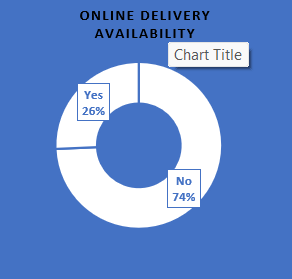 ONLINE DELIVERY
AVAILABILITY
Chart Title
Yes
26%
No
74%